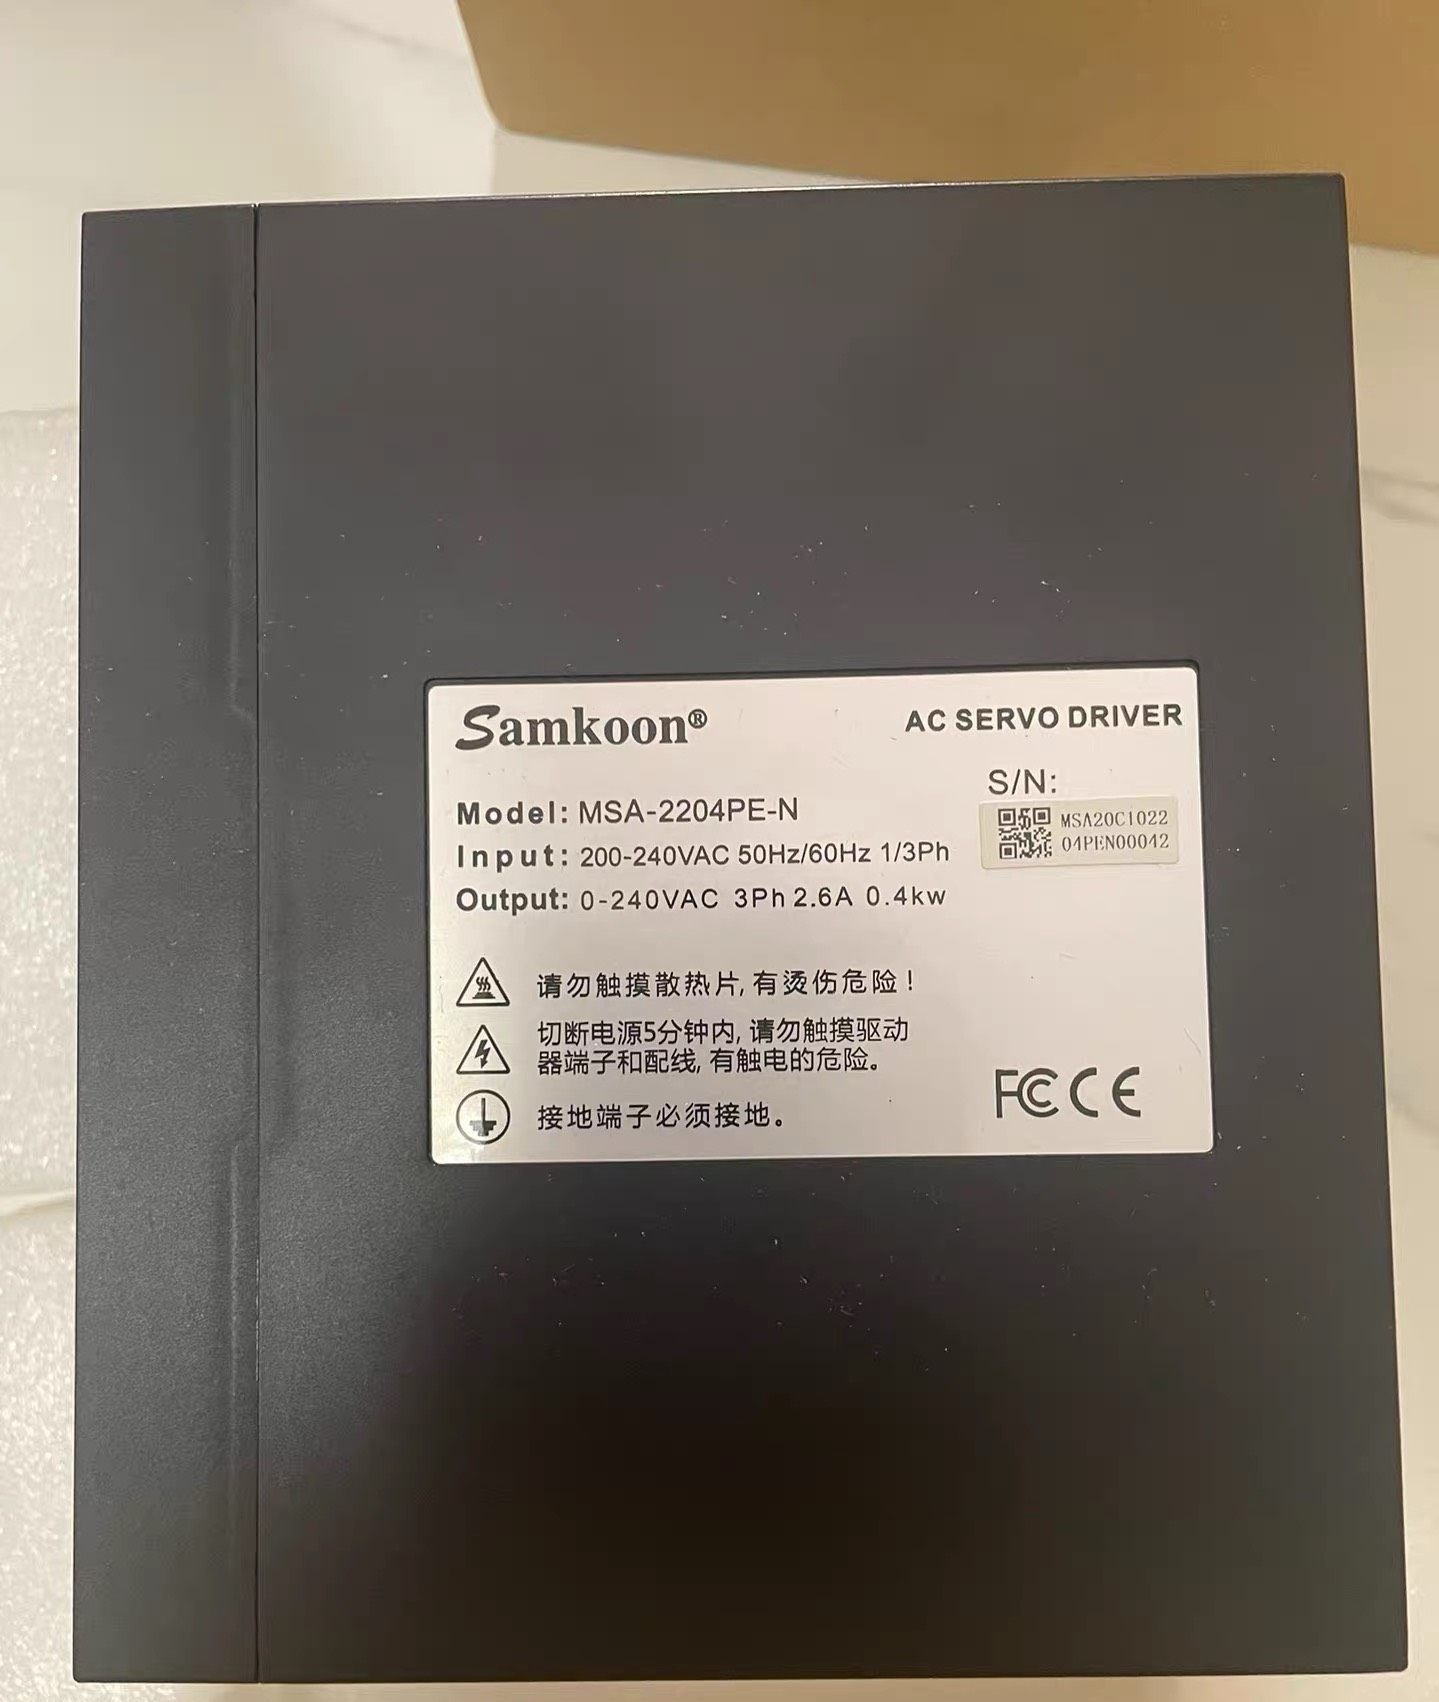 Samkoon®
AC SERVO DRIVER
S/N:
MSA20C1022
04PEN00042
Model: MSA-2204PE-N
Input: 200-240VAC 50Hz/60Hz 1/3Ph
Output: 0-240VAC 3Ph 2.6A 0.4kw
请勿触摸散热片,有烫伤危险!
切断电源5分钟内,请勿触摸驱动
器端子和配线,有触电的危险。
接地端子必须接地。
FC CE